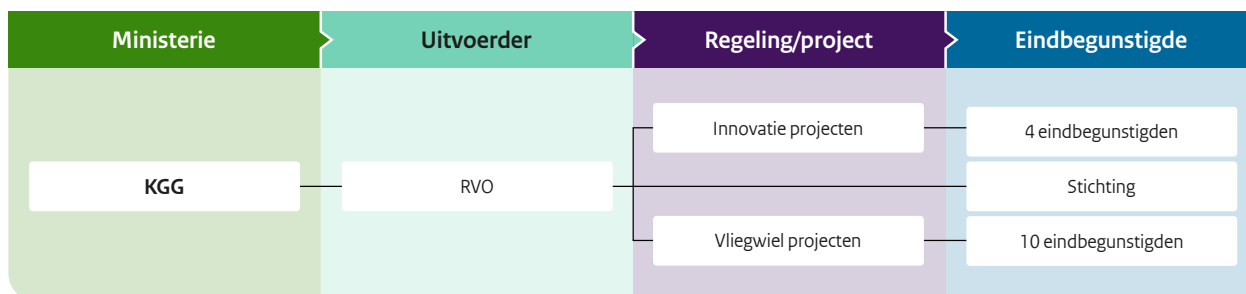 Ministerie
Uitvoerder
Regeling/project
Eindbegunstigde
Innovatie projecten
4 eindbegunstigden
KGG
RVO
Stichting
Vliegwiel projecten
10 eindbegunstigden